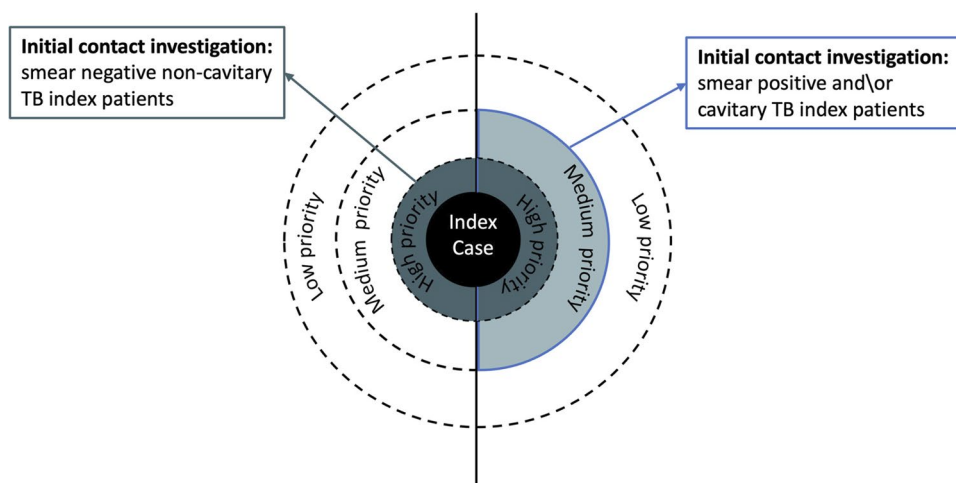 Initial contact investigation:
smear negative non-cavitary
TB index patients
Initial contact investigation:
smear positive and\or
cavitary TB index patients
Low priority
Medium priority
High priority
Index
Case
High priority
Medium priority
Low priority